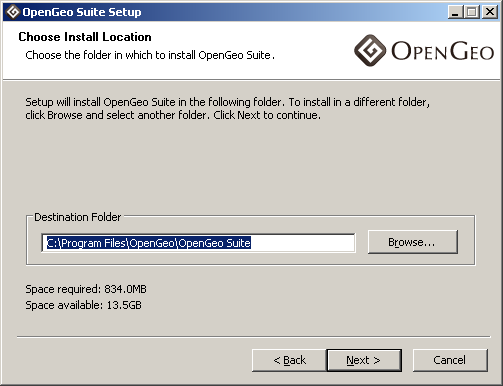 OpenGeo Suite Setup
Choose Install Location
Choose the folder in which to install OpenGeo Suite.
OPENGEO
Setup will install OpenGeo Suite in the following folder. To install in a different folder,
click Browse and select another folder. Click Next to continue.
Destination Folder
C:\Program Files\OpenGeo\OpenGeo Suite
Browse...
Space required: 834.0MB
Space available: 13.5GB
< Back
Next >
Cancel